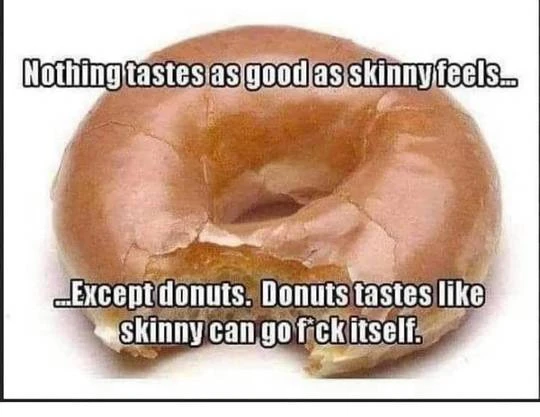 Nothing tastes as good as skinny feels...
...Except donuts. Donuts tastes like
skinny can go f*ck itself.